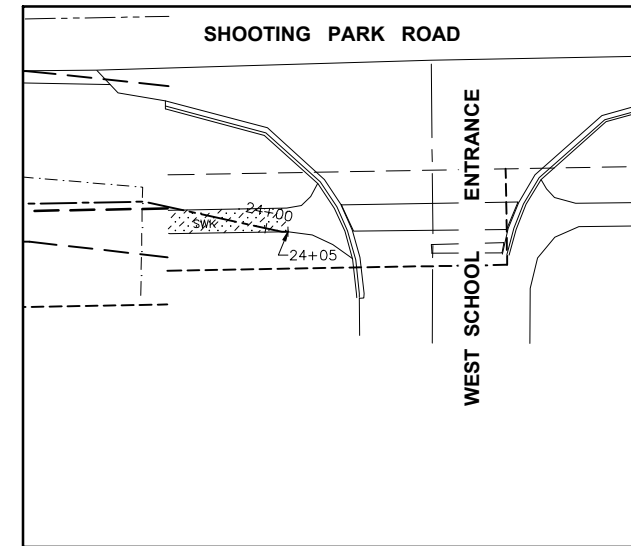 SHOOTING PARK ROAD
WEST SCHOOL ENTRANCE
24+00
SWK
24+05